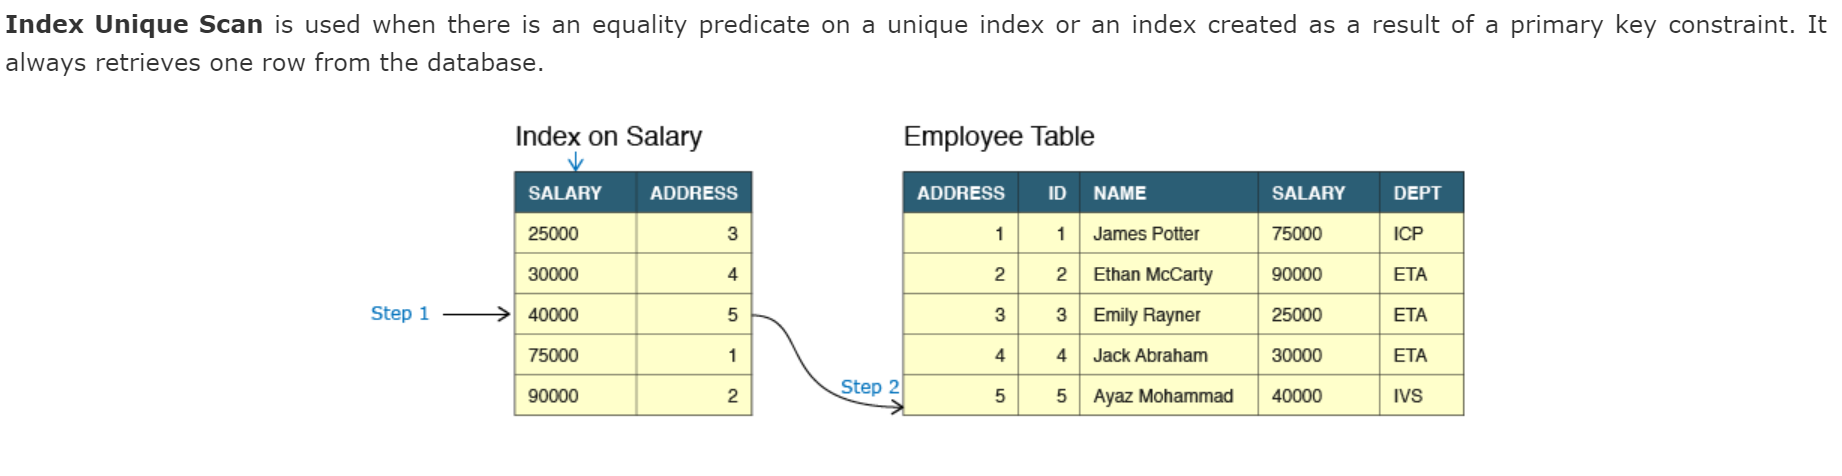 Index Unique Scan is used when there is an equality predicate on a unique index or an index created as a result of a primary key constraint. It
always retrieves one row from the database.
Index on Salary
SALARY ADDRESS
25000 3
30000 4
Step 1 40000 5
75000 1
90000 2
Step 2
Employee Table
ADDRESS ID NAME SALARY DEPT
1 1 James Potter 75000 ICP
2 2 Ethan McCarty 90000 ETA
3 3 Emily Rayner 25000 ETA
4 4 Jack Abraham 30000 ETA
5 5 Ayaz Mohammad 40000 IVS